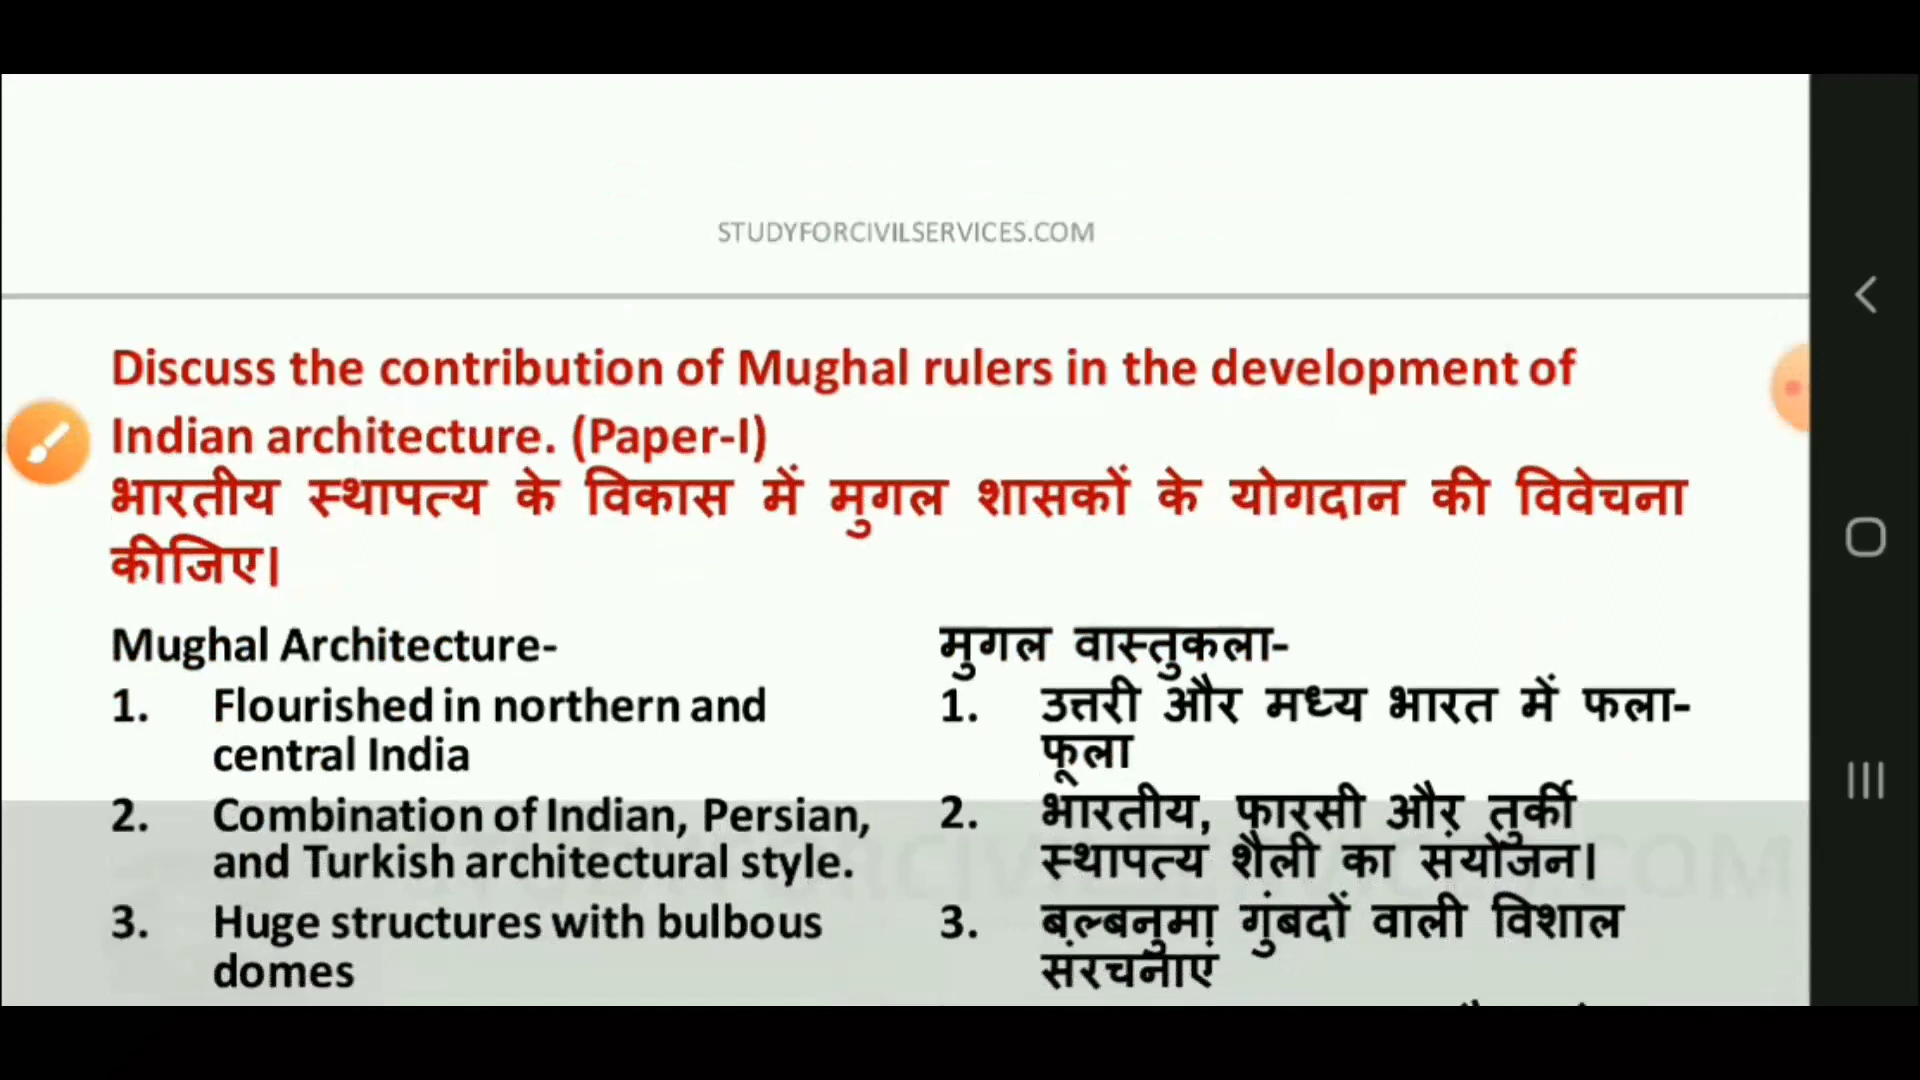 STUDYFORCIVILSERVICES.COM
Discuss the contribution of Mughal rulers in the development of
Indian architecture. (Paper-I)
भारतीय स्थापत्य के विकास में मुगल शासकों के योगदान की विवेचना
कीजिए।
Mughal Architecture-
1. Flourished in northern and
central India
2. Combination of Indian, Persian,
and Turkish architectural style.
3. Huge structures with bulbous
domes
मुगल वास्तुकला-
1. उत्तरी और मध्य भारत में फला-
फूला
2. भारतीय, फारसी और तुर्की
स्थापत्य शैली का संयोजन।
3. बल्बनुमा गुंबदों वाली विशाल
संरचनाएं